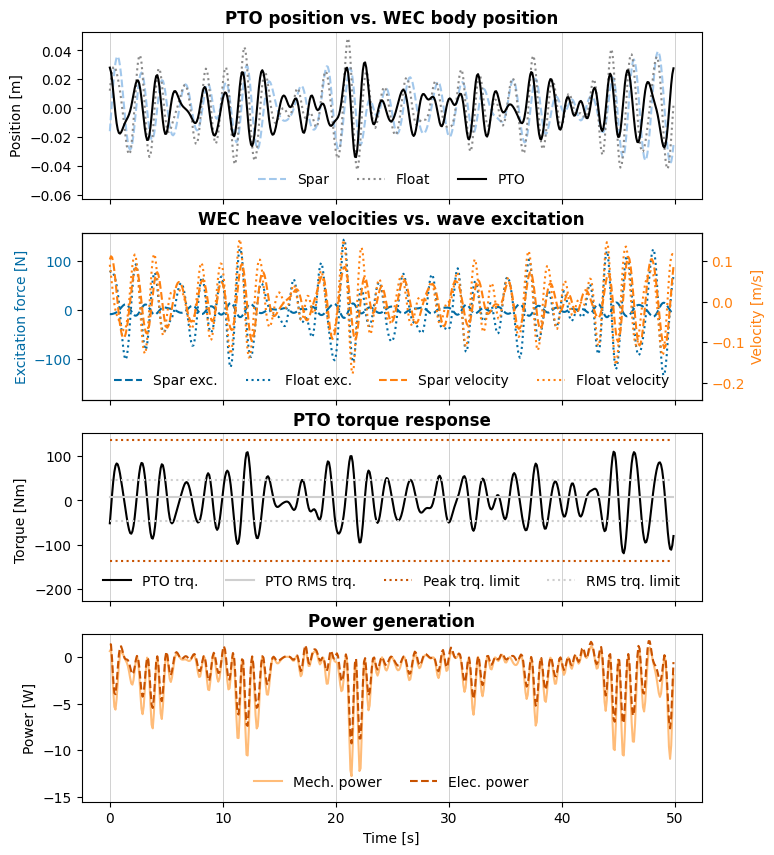 PTO position vs. WEC body position
Position [m]
0.04
0.02
0.00
−0.02
−0.04
−0.06
Spar Float PTO
WEC heave velocities vs. wave excitation
Excitation force [N]
100
0
−100
0.1
0.0
−0.1
−0.2
Velocity [m/s]
Spar exc. Float exc. Spar velocity Float velocity
PTO torque response
Torque [Nm]
100
0
−100
−200
PTO trq. PTO RMS trq. Peak trq. limit RMS trq. limit
Power generation
Power [W]
0
−5
−10
−15
Mech. power Elec. power
0 10 20 30 40 50
Time [s]